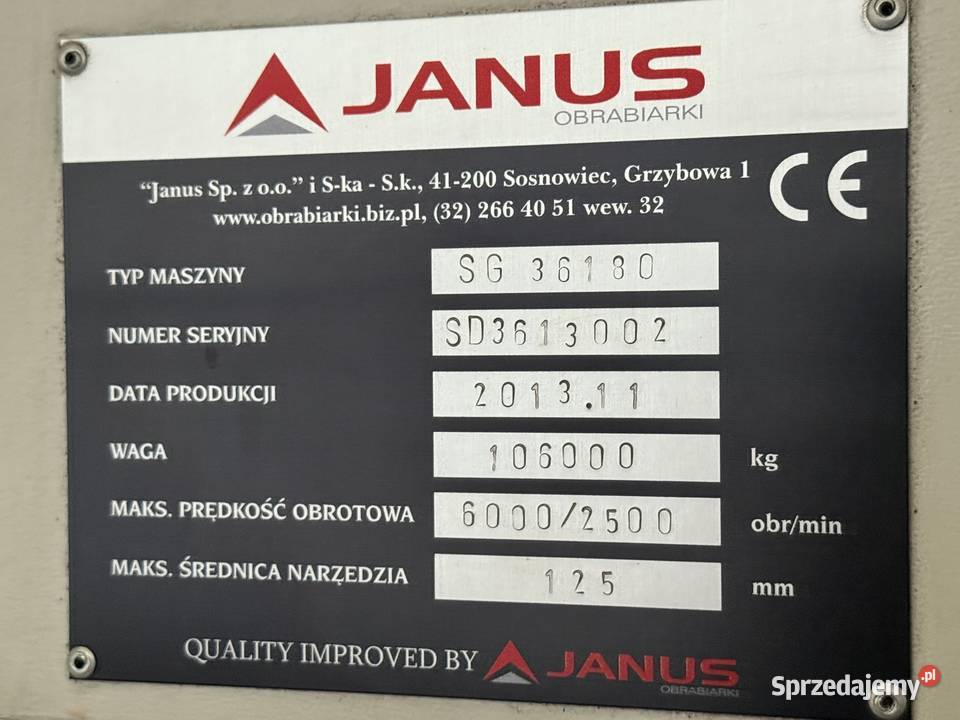 JANUS
OBRABIARKI
“Janus Sp. z o.o.” i S-ka - S.k., 41-200 Sosnowiec, Grzybowa 1
www.obrabiarki.biz.pl, (32) 266 40 51 wew. 32
CE
TYP MASZYNY SG 36180
NUMER SERYJNY SD3613002
DATA PRODUKCJI 2013.11
WAGA 106000 kg
MAKS. PRĘDKOŚĆ OBROTOWA 6000/2500 obr/min
MAKS. ŚREDNICA NARZĘDZIA 125 mm
QUALITY IMPROVED BY JANUS
OBRABIARKI
Sprzedajemy.pl